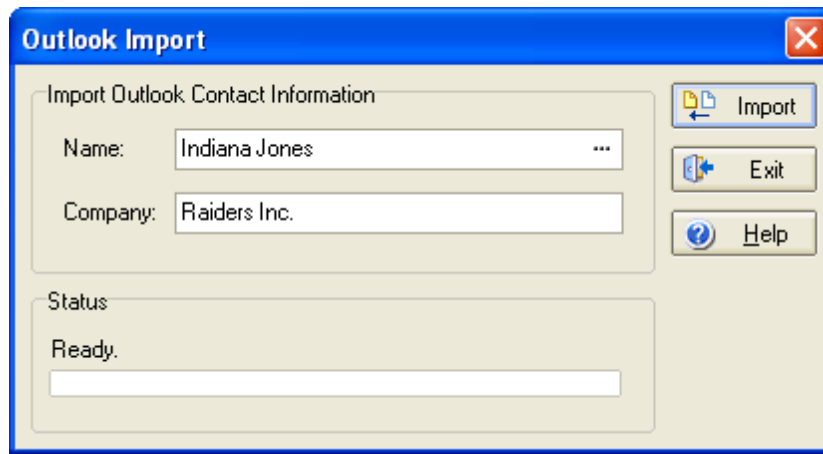 Outlook Import
Import Outlook Contact Information
Name: Indiana Jones ...
Company: Raiders Inc.
Import
Exit
Help
Status
Ready.